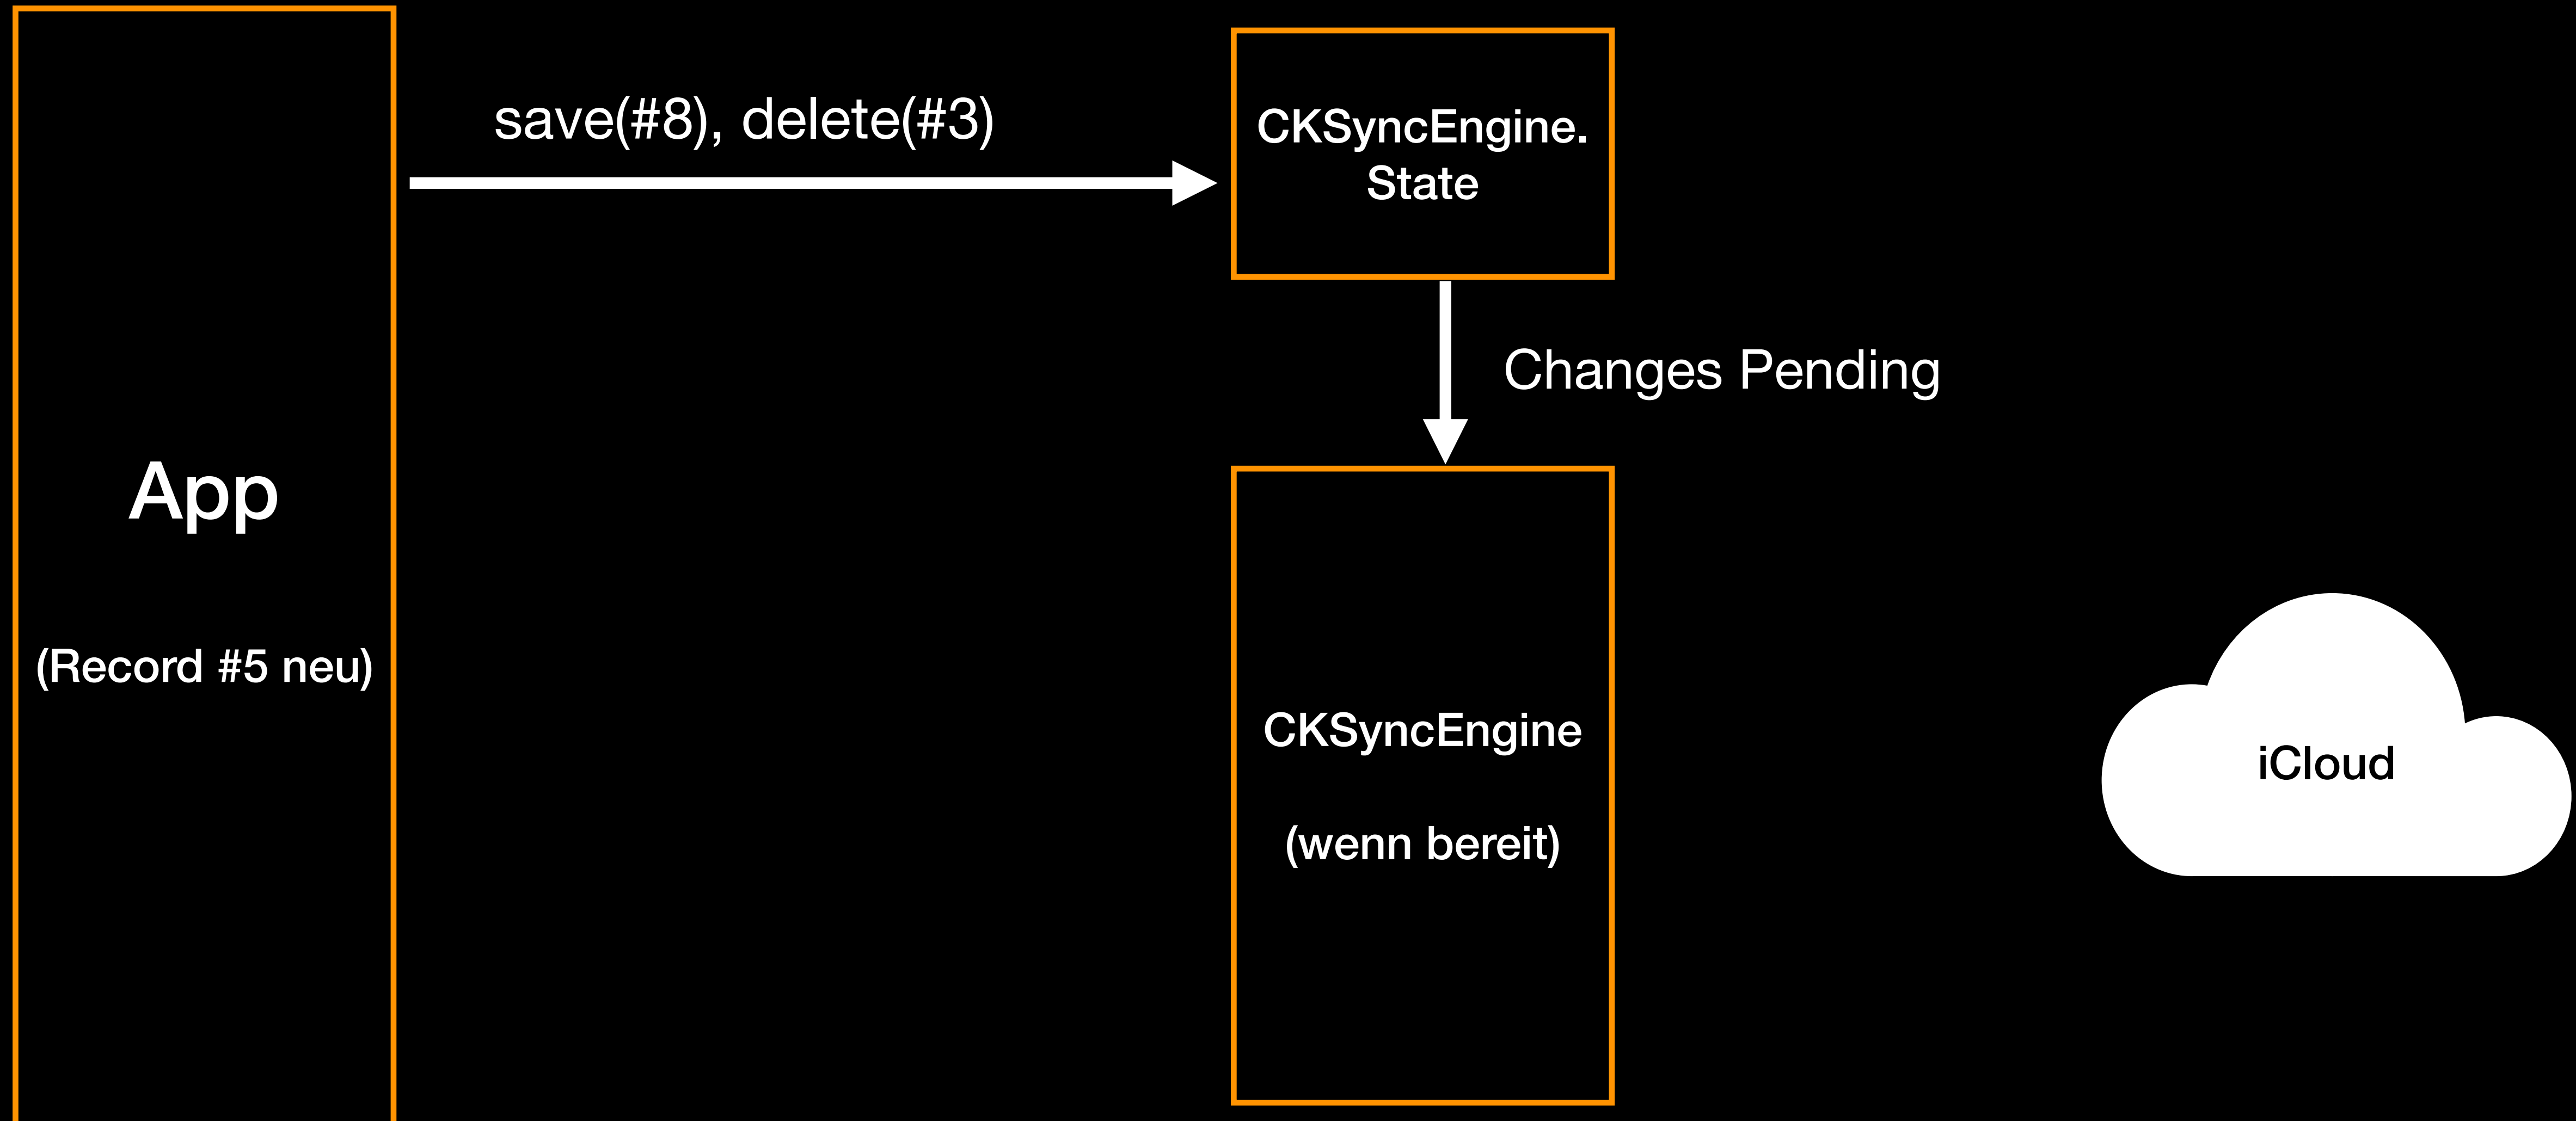 save(#8), delete(#3)
CKSyncEngine.
State
Changes Pending
App
(Record #5 neu)
CKSyncEngine
(wenn bereit)
iCloud